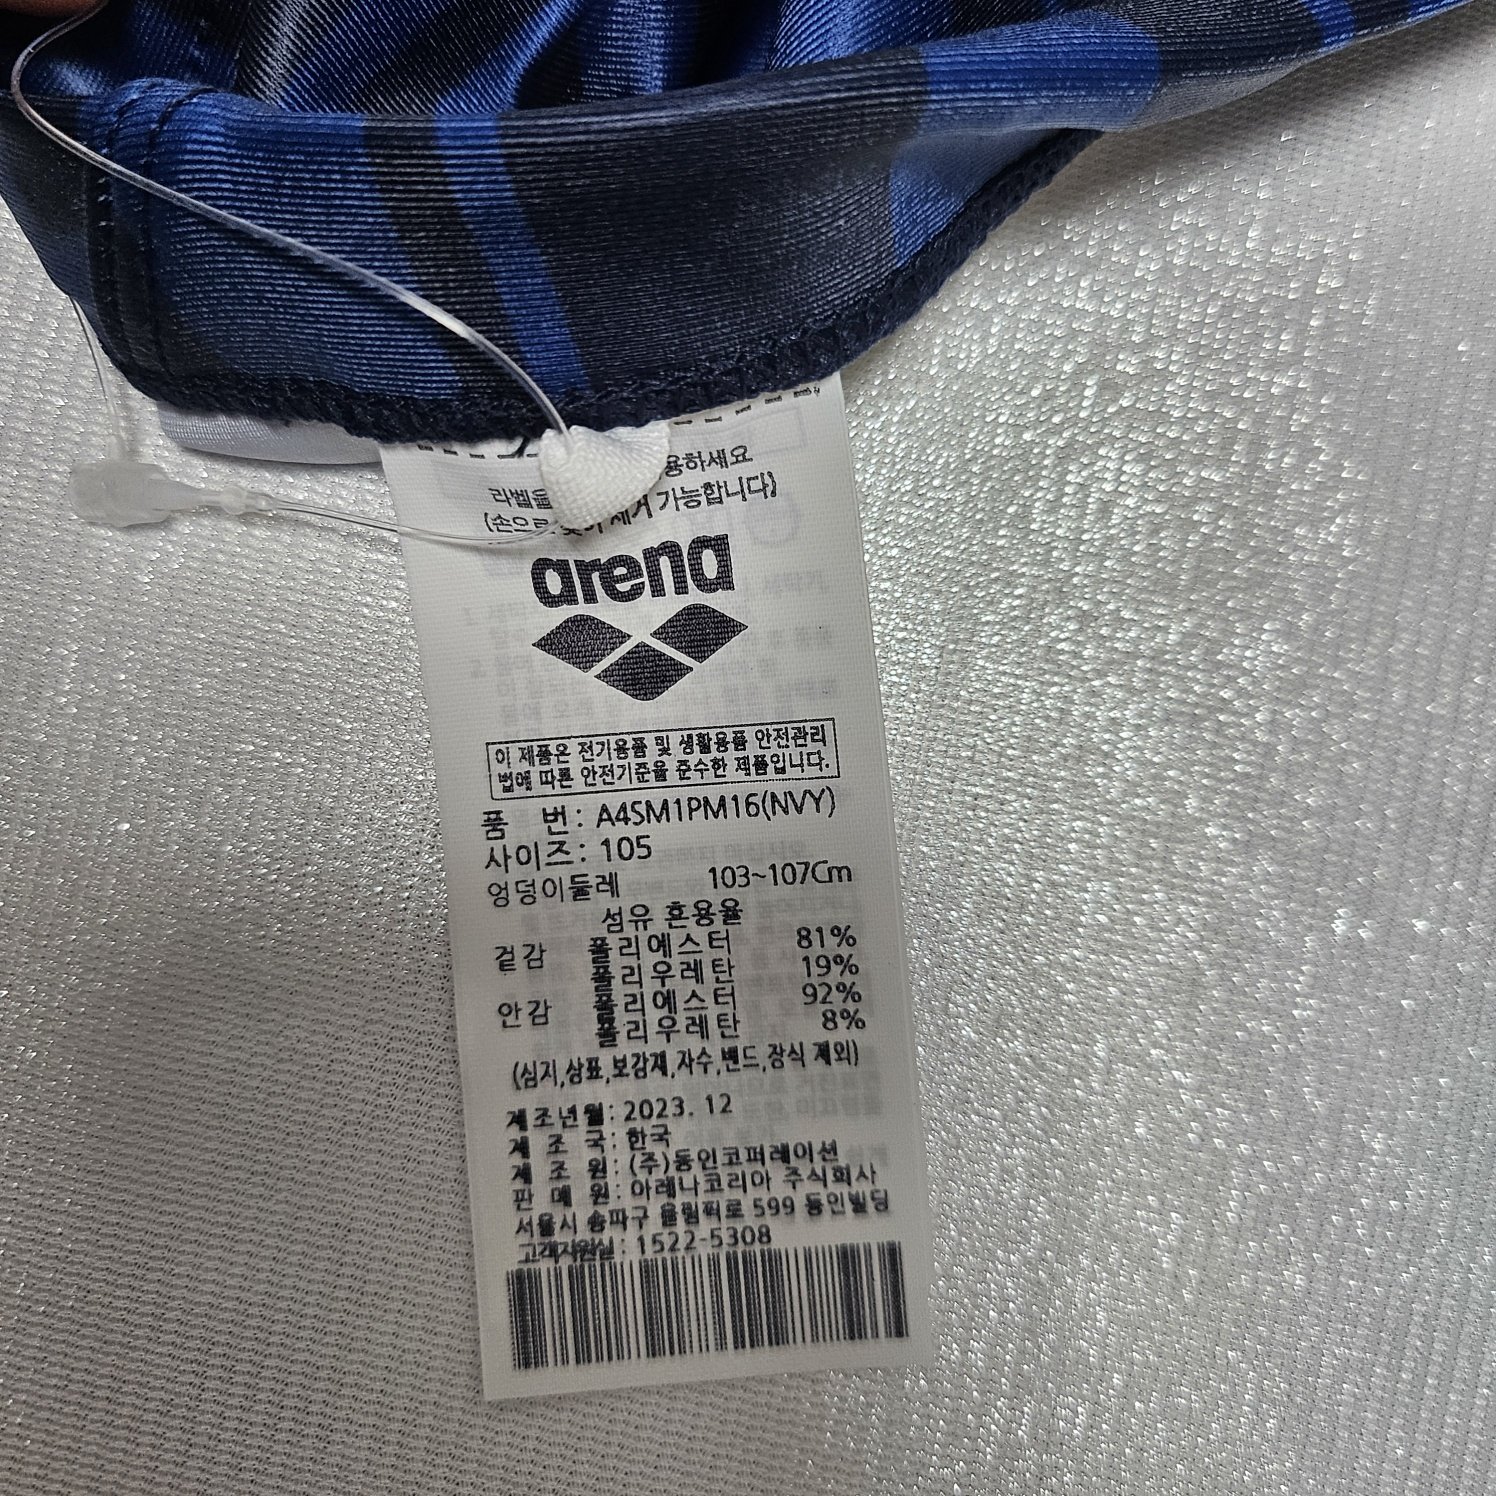 용하세요
라벨을
(손으로 제거 가능합니다)
arena
이 제품은 전기용품 및 생활용품 안전관리
법에 따른 안전기준을 준수한 제품입니다.
품 번: A4SM1PM16(NVY)
사이즈: 105
엉덩이둘레 103~107Cm
섬유 혼용율
겉감 폴리에스터 81%
폴리우레탄 19%
안감 폴리에스터 92%
폴리우레탄 8%
(심지,상표,보강재,자수,밴드,장식 제외)
제조년월: 2023. 12
제 조 국: 한국
제 조 원: (주)동인코퍼레이션
판 매 원: 아레나코리아 주식회사
서울시 송파구 올림픽로 599 동인빌딩
고객지원실: 1522-5308